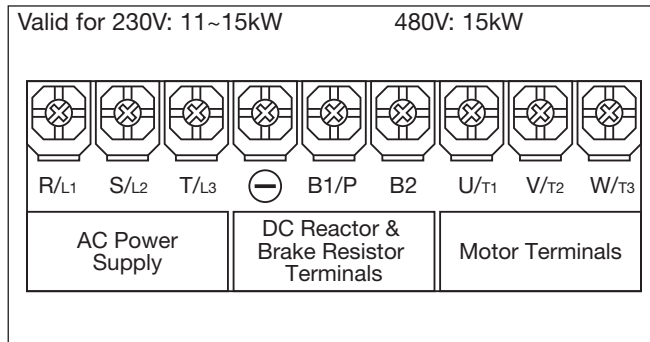 Valid for 230V: 11~15kW 480V: 15kW
R/L1 S/L2 T/L3 ⊖ B1/P B2 U/T1 V/T2 W/T3
AC Power
Supply
DC Reactor &
Brake Resistor
Terminals
Motor Terminals